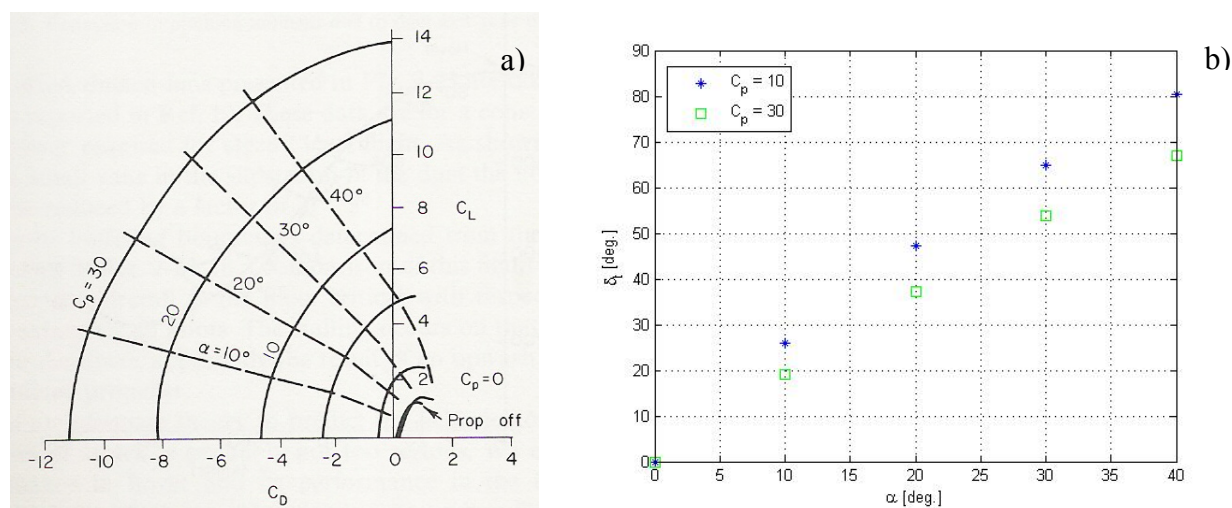 a)
14
12
10
8
6
4
2
C_L
40°
30°
20°
α=10°
C_p = 30
20
10
C_p=0
Prop off
-12 -10 -8 -6 -4 -2 0 2 4
C_D
b)
C_p = 10
C_p = 30
90
80
70
60
50
40
30
20
10
0
δ_t [deg.]
0 5 10 15 20 25 30 35 40
α [deg.]